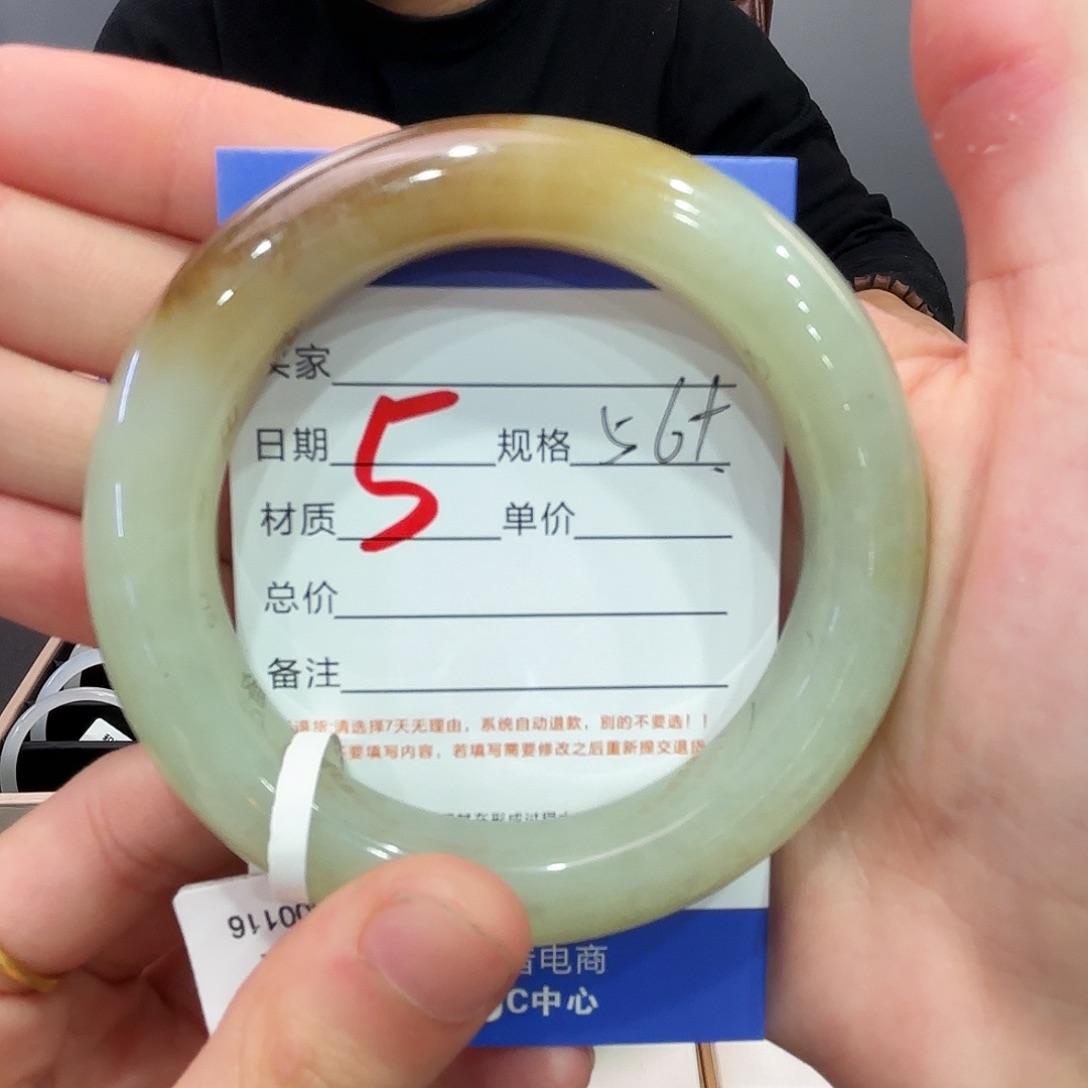 家
日期 5 规格 56+
材质 单价
总价
备注
退货:请选择7天无理由，系统自动退款，别的不要选！！
要填写内容，若填写需要修改之后重新提交退货
00116
电商
C中心